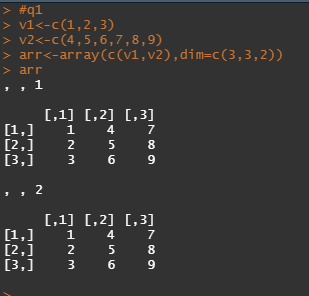 > #q1
> v1<-c(1,2,3)
> v2<-c(4,5,6,7,8,9)
> arr<-array(c(v1,v2),dim=c(3,3,2))
> arr
, , 1
     [,1] [,2] [,3]
[1,]    1    4    7
[2,]    2    5    8
[3,]    3    6    9
, , 2
     [,1] [,2] [,3]
[1,]    1    4    7
[2,]    2    5    8
[3,]    3    6    9
>